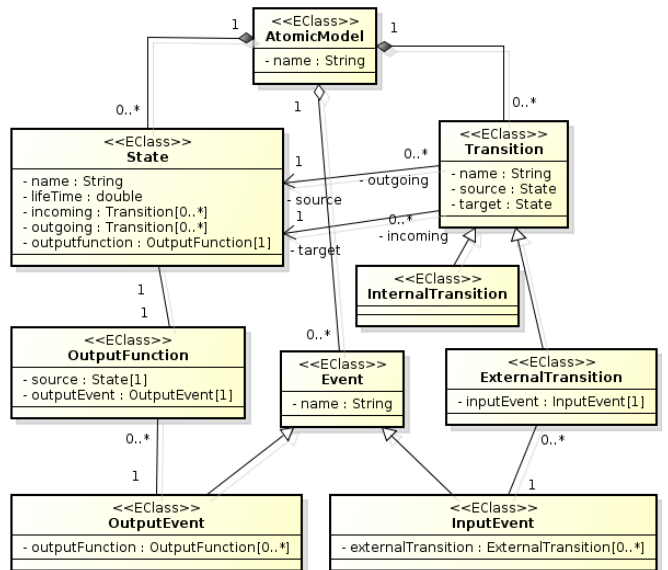 <<EClass>>
AtomicModel
- name : String
1
1
1
0..*
0..*
<<EClass>>
State
- name : String
- lifeTime : double
- incoming : Transition[0..*]
- outgoing : Transition[0..*]
- outputfunction : OutputFunction[1]
<<EClass>>
Transition
- name : String
- source : State
- target : State
1
0..*
- outgoing
- source
1
0..*
- incoming
- target
<<EClass>>
InternalTransition
1
1
<<EClass>>
OutputFunction
- source : State[1]
- outputEvent : OutputEvent[1]
0..*
<<EClass>>
Event
- name : String
<<EClass>>
ExternalTransition
- inputEvent : InputEvent[1]
0..*
1
0..*
1
<<EClass>>
OutputEvent
- outputFunction : OutputFunction[0..*]
<<EClass>>
InputEvent
- externalTransition : ExternalTransition[0..*]